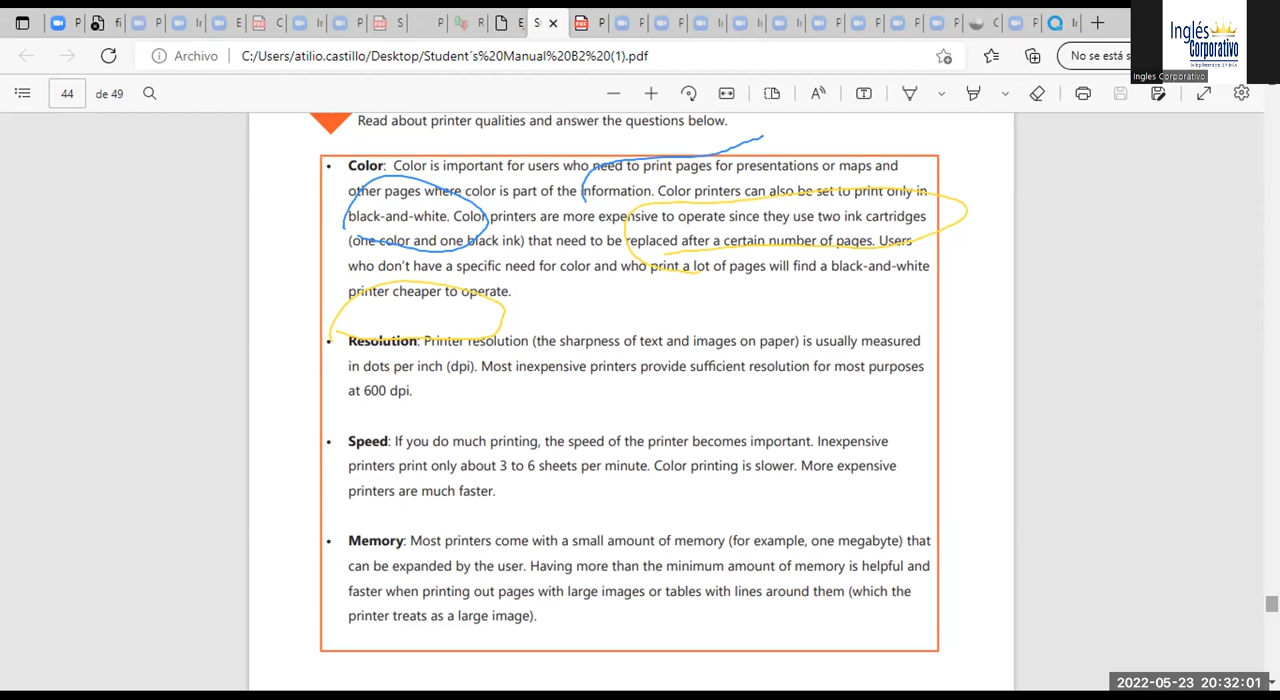 P
fi
P
Ir
E
C
Ir
P
S
P
R
E
S
P
P
P
Ii
Ii
P
P
P
P
C
P
Ir
Archivo C:/Users/atilio.castillo/Desktop/Student´s%20Manual%20B2%20(1).pdf
No se está s
Inglés
Corporativo
Ingles Corporativo
44 de 49
Read about printer qualities and answer the questions below.
• Color: Color is important for users who need to print pages for presentations or maps and
other pages where color is part of the information. Color printers can also be set to print only in
black-and-white. Color printers are more expensive to operate since they use two ink cartridges
(one color and one black ink) that need to be replaced after a certain number of pages. Users
who don't have a specific need for color and who print a lot of pages will find a black-and-white
printer cheaper to operate.
• Resolution: Printer resolution (the sharpness of text and images on paper) is usually measured
in dots per inch (dpi). Most inexpensive printers provide sufficient resolution for most purposes
at 600 dpi.
• Speed: If you do much printing, the speed of the printer becomes important. Inexpensive
printers print only about 3 to 6 sheets per minute. Color printing is slower. More expensive
printers are much faster.
• Memory: Most printers come with a small amount of memory (for example, one megabyte) that
can be expanded by the user. Having more than the minimum amount of memory is helpful and
faster when printing out pages with large images or tables with lines around them (which the
printer treats as a large image).
2022-05-23 20:32:01